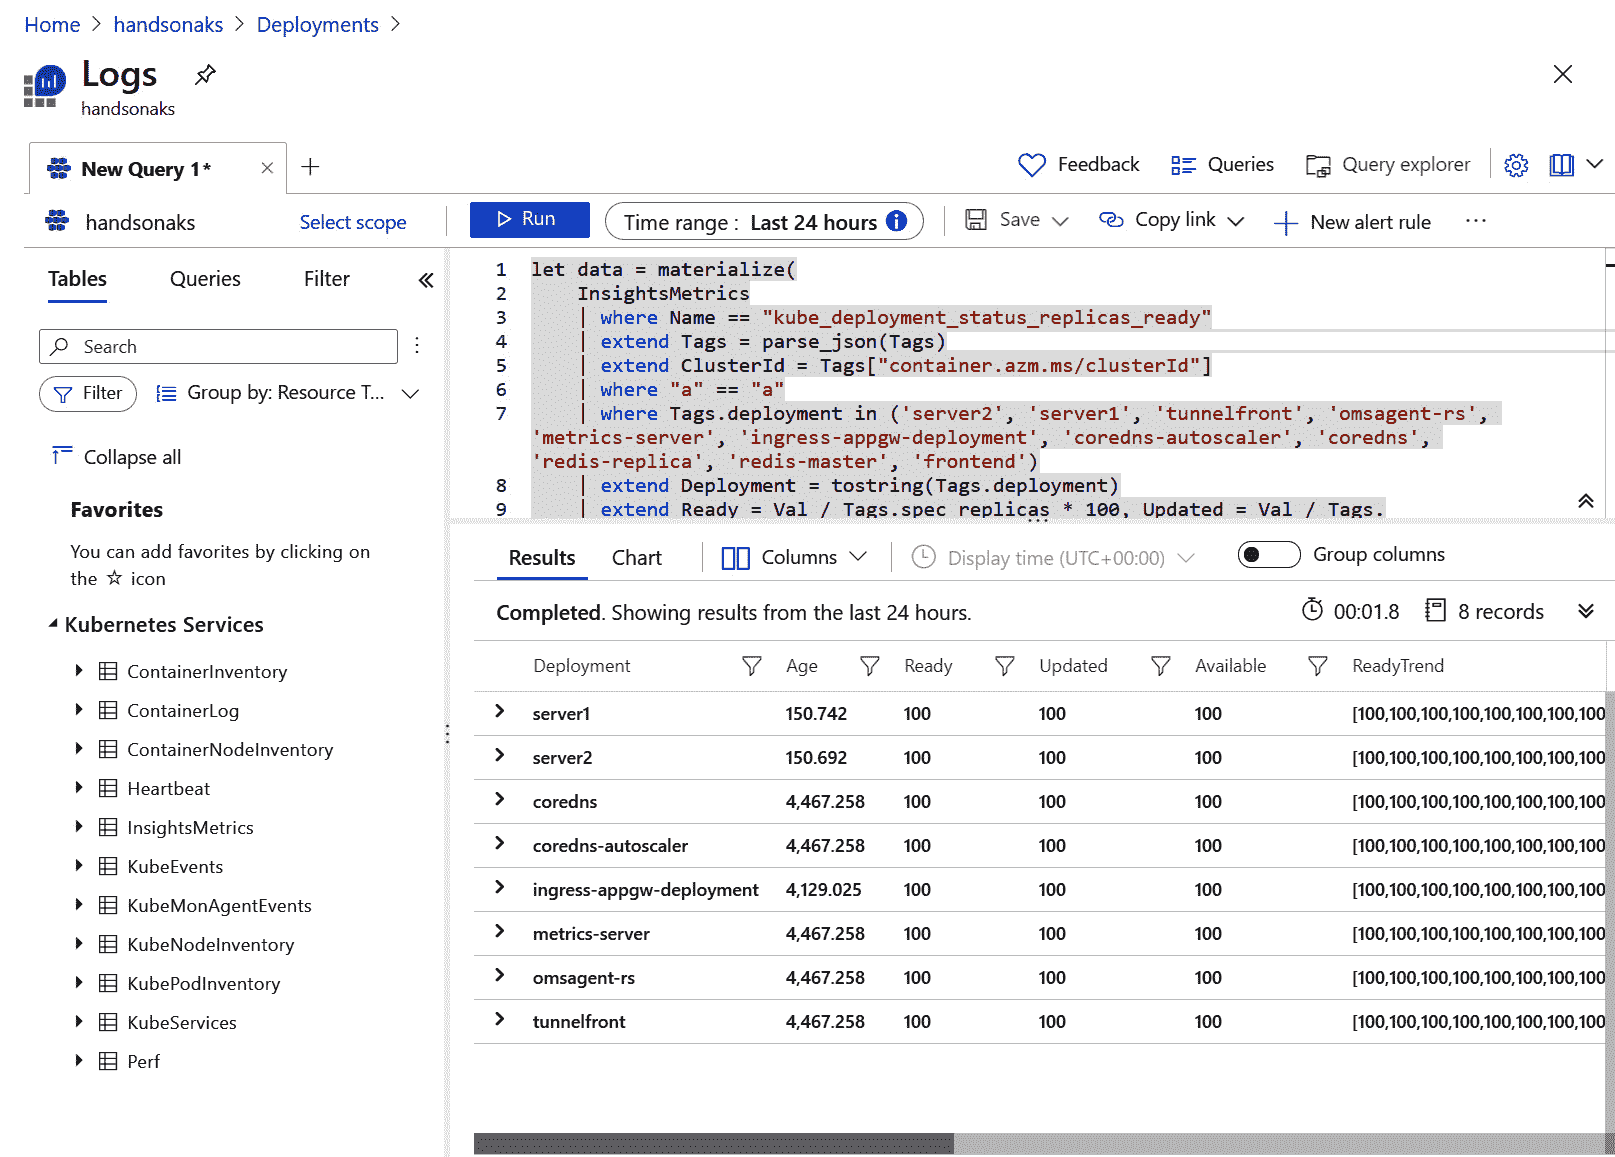 Home > handsonaks > Deployments >
Logs
handsonaks
New Query 1*
Feedback
Queries
Query explorer
handsonaks
Select scope
Run
Time range : Last 24 hours
Save
Copy link
New alert rule
Tables
Queries
Filter
Search
Filter
Group by: Resource T...
Collapse all
Favorites
You can add favorites by clicking on
the ☆ icon
Kubernetes Services
ContainerInventory
ContainerLog
ContainerNodeInventory
Heartbeat
InsightsMetrics
KubeEvents
KubeMonAgentEvents
KubeNodeInventory
KubePodInventory
KubeServices
Perf
1 let data = materialize(
2 InsightsMetrics
3 | where Name == "kube_deployment_status_replicas_ready"
4 | extend Tags = parse_json(Tags)
5 | extend ClusterId = Tags["container.azm.ms/clusterId"]
6 | where "a" == "a"
7 | where Tags.deployment in ('server2', 'server1', 'tunnelfront', 'omsagent-rs',
'metrics-server', 'ingress-appgw-deployment', 'coredns-autoscaler', 'coredns',
'redis-replica', 'redis-master', 'frontend')
8 | extend Deployment = tostring(Tags.deployment)
9 | extend Ready = Val / Tags.spec_replicas * 100, Updated = Val / Tags.
Results
Chart
Columns
Display time (UTC+00:00)
Group columns
Completed. Showing results from the last 24 hours.
00:01.8
8 records
Deployment Age Ready Updated Available ReadyTrend
server1 150.742 100 100 100 [100,100,100,100,100,100,100,100
server2 150.692 100 100 100 [100,100,100,100,100,100,100,100
coredns 4,467.258 100 100 100 [100,100,100,100,100,100,100,100
coredns-autoscaler 4,467.258 100 100 100 [100,100,100,100,100,100,100,100
ingress-appgw-deployment 4,129.025 100 100 100 [100,100,100,100,100,100,100,100
metrics-server 4,467.258 100 100 100 [100,100,100,100,100,100,100,100
omsagent-rs 4,467.258 100 100 100 [100,100,100,100,100,100,100,100
tunnelfront 4,467.258 100 100 100 [100,100,100,100,100,100,100,100